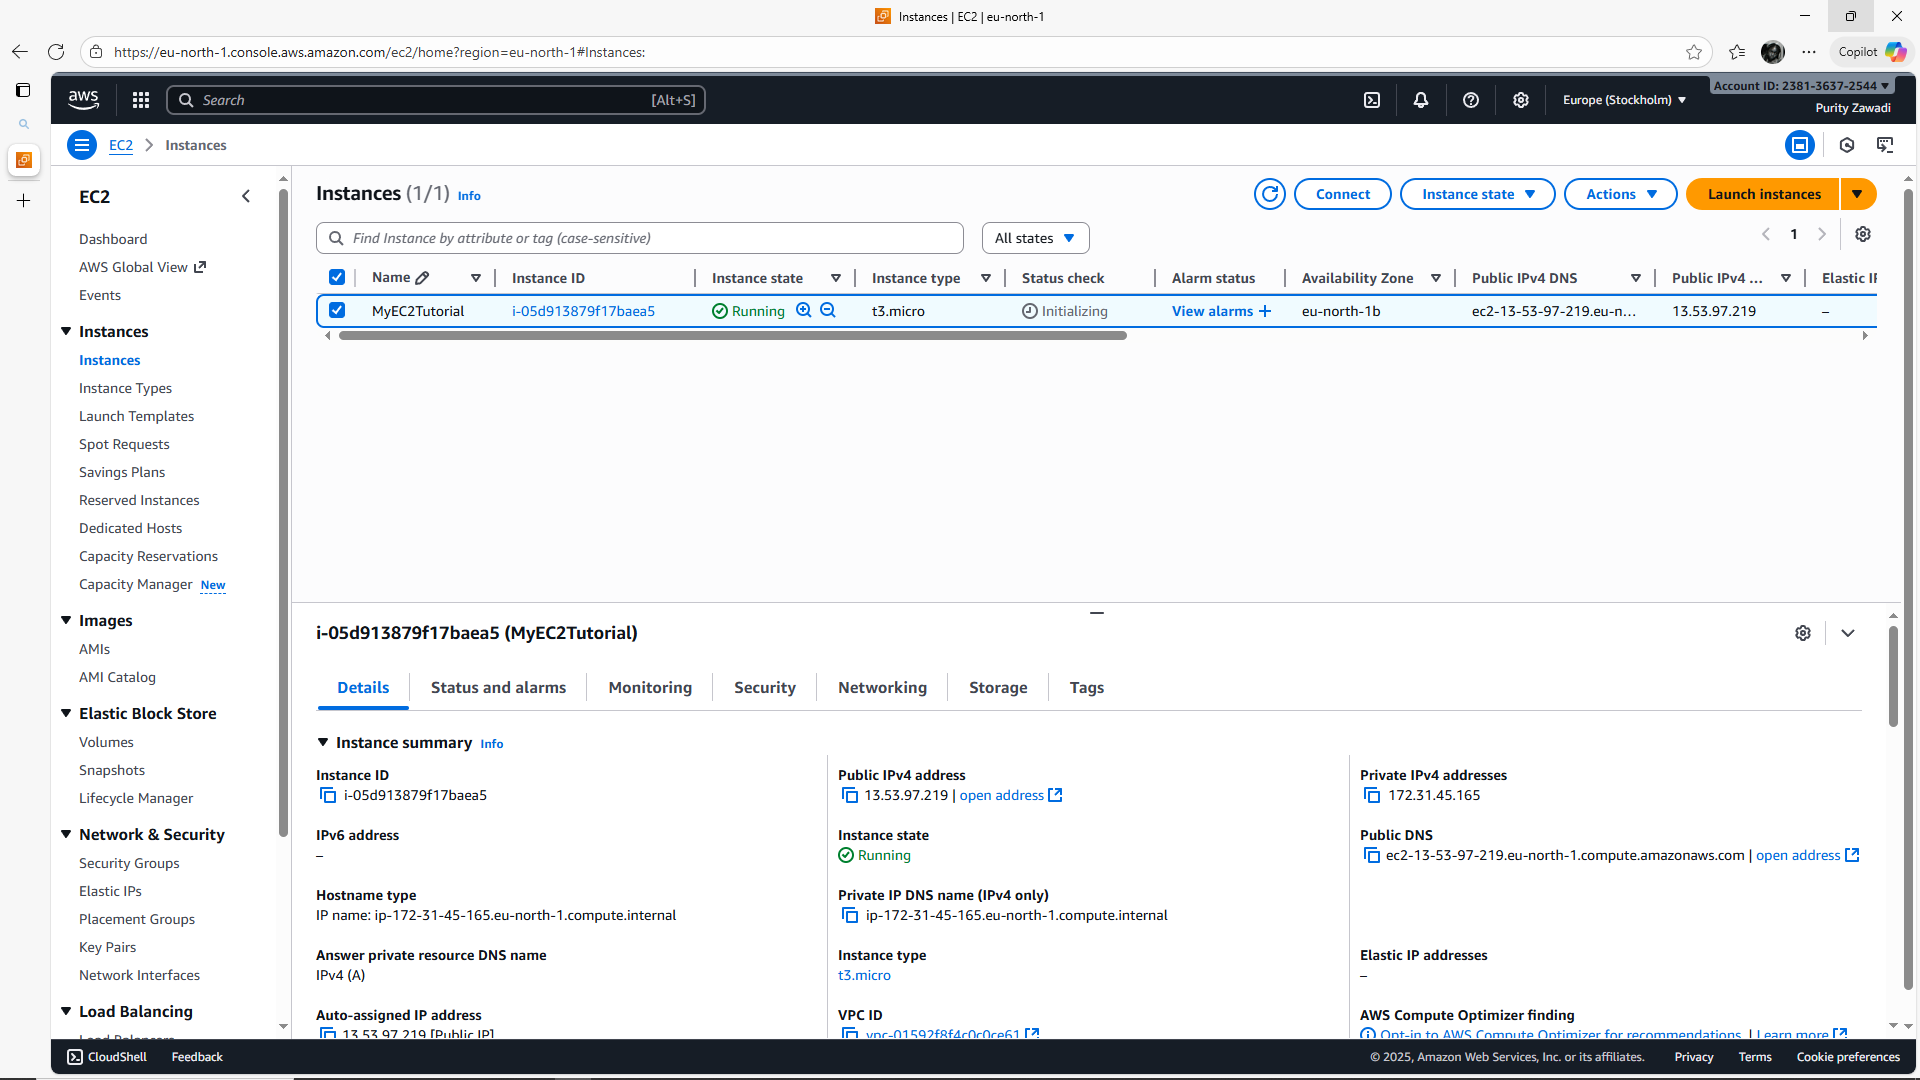 Instances | EC2 | eu-north-1
https://eu-north-1.console.aws.amazon.com/ec2/home?region=eu-north-1#Instances:
Copilot
aws
Search [Alt+S]
Europe (Stockholm)
Account ID: 2381-3637-2544
Purity Zawadi
EC2 Instances
EC2
Dashboard
AWS Global View
Events
Instances
Instances
Instance Types
Launch Templates
Spot Requests
Savings Plans
Reserved Instances
Dedicated Hosts
Capacity Reservations
Capacity Manager New
Images
AMIs
AMI Catalog
Elastic Block Store
Volumes
Snapshots
Lifecycle Manager
Network & Security
Security Groups
Elastic IPs
Placement Groups
Key Pairs
Network Interfaces
Load Balancing
Load Balancers
Instances (1/1) Info
Connect Instance state Actions Launch instances
Find Instance by attribute or tag (case-sensitive) All states 1
Name Instance ID Instance state Instance type Status check Alarm status Availability Zone Public IPv4 DNS Public IPv4 ... Elastic IP
MyEC2Tutorial i-05d913879f17baea5 Running t3.micro Initializing View alarms + eu-north-1b ec2-13-53-97-219.eu-n... 13.53.97.219 –
i-05d913879f17baea5 (MyEC2Tutorial)
Details Status and alarms Monitoring Security Networking Storage Tags
Instance summary Info
Instance ID
i-05d913879f17baea5
Public IPv4 address
13.53.97.219 | open address
Private IPv4 addresses
172.31.45.165
IPv6 address
–
Instance state
Running
Public DNS
ec2-13-53-97-219.eu-north-1.compute.amazonaws.com | open address
Hostname type
IP name: ip-172-31-45-165.eu-north-1.compute.internal
Private IP DNS name (IPv4 only)
ip-172-31-45-165.eu-north-1.compute.internal
Answer private resource DNS name
IPv4 (A)
Instance type
t3.micro
Elastic IP addresses
–
Auto-assigned IP address
13.53.97.219 [Public IP]
VPC ID
vpc-01592f8f4c0c0ce61
AWS Compute Optimizer finding
Opt-in to AWS Compute Optimizer for recommendations. | Learn more
CloudShell Feedback
© 2025, Amazon Web Services, Inc. or its affiliates. Privacy Terms Cookie preferences